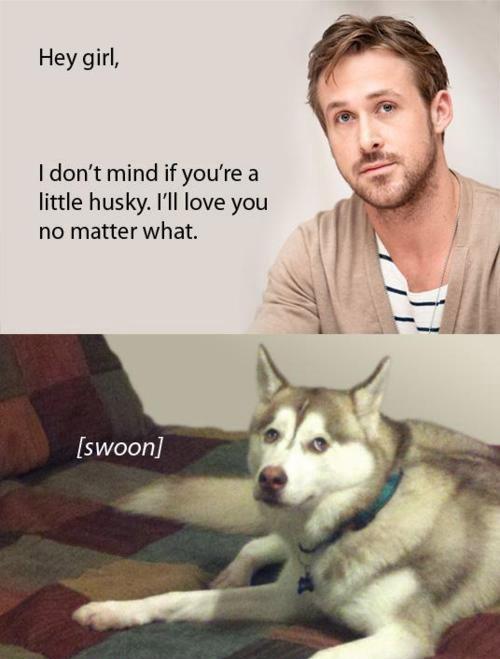 Hey girl,
I don't mind if you're a
little husky. I'll love you
no matter what.
[swoon]